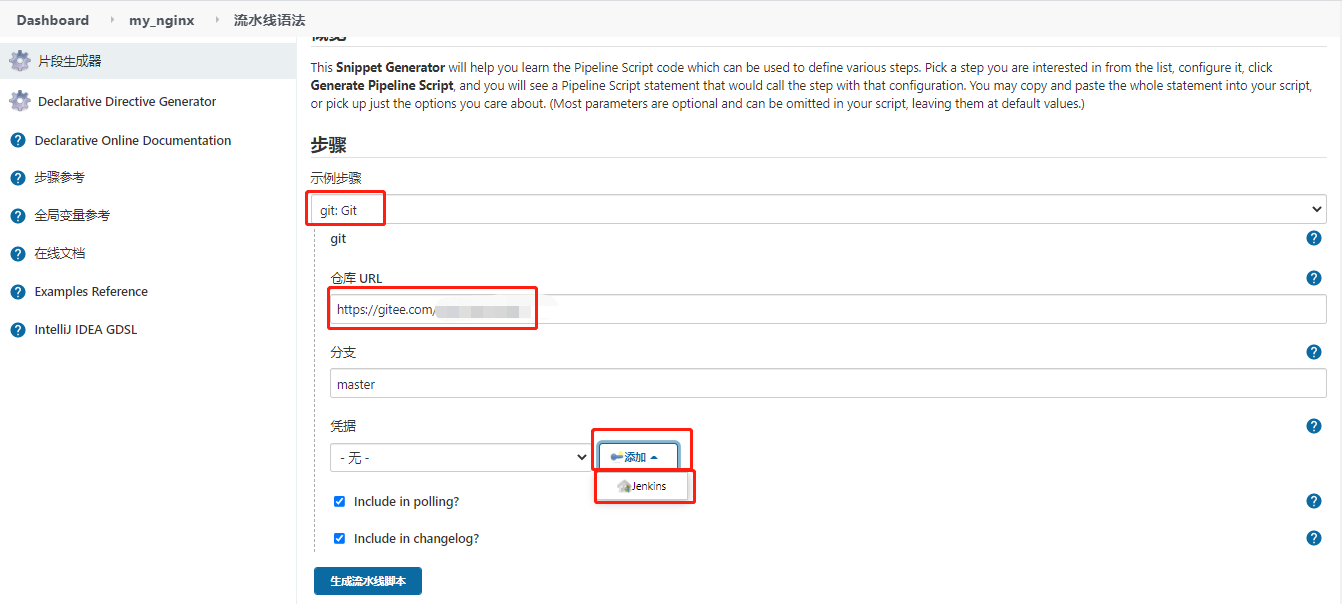 Dashboard my_nginx 流水线语法
片段生成器
Declarative Directive Generator
Declarative Online Documentation
步骤参考
全局变量参考
在线文档
Examples Reference
IntelliJ IDEA GDSL
概览
This Snippet Generator will help you learn the Pipeline Script code which can be used to define various steps. Pick a step you are interested in from the list, configure it, click
Generate Pipeline Script, and you will see a Pipeline Script statement that would call the step with that configuration. You may copy and paste the whole statement into your script,
or pick up just the options you care about. (Most parameters are optional and can be omitted in your script, leaving them at default values.)
步骤
示例步骤
git: Git
git
仓库 URL
https://gitee.com/
分支
master
凭据
- 无 -
添加
Jenkins
Include in polling?
Include in changelog?
生成流水线脚本